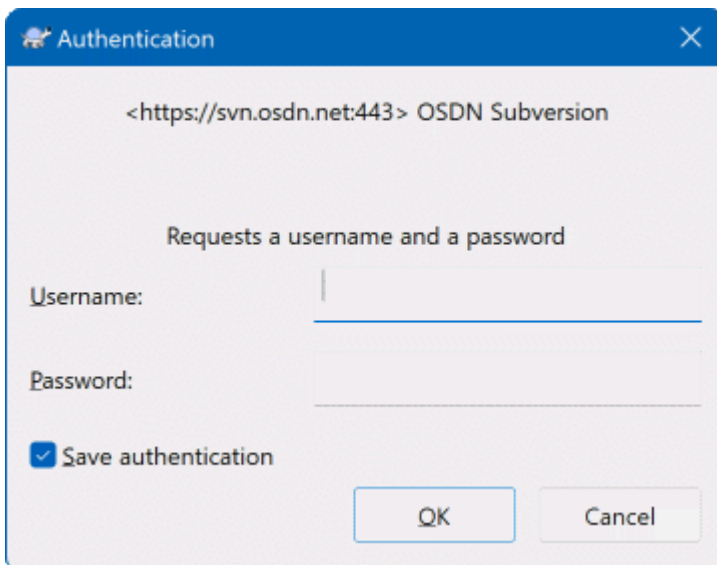 Authentication
<https://svn.osdn.net:443> OSDN Subversion
Requests a username and a password
Username:
Password:
Save authentication
OK
Cancel